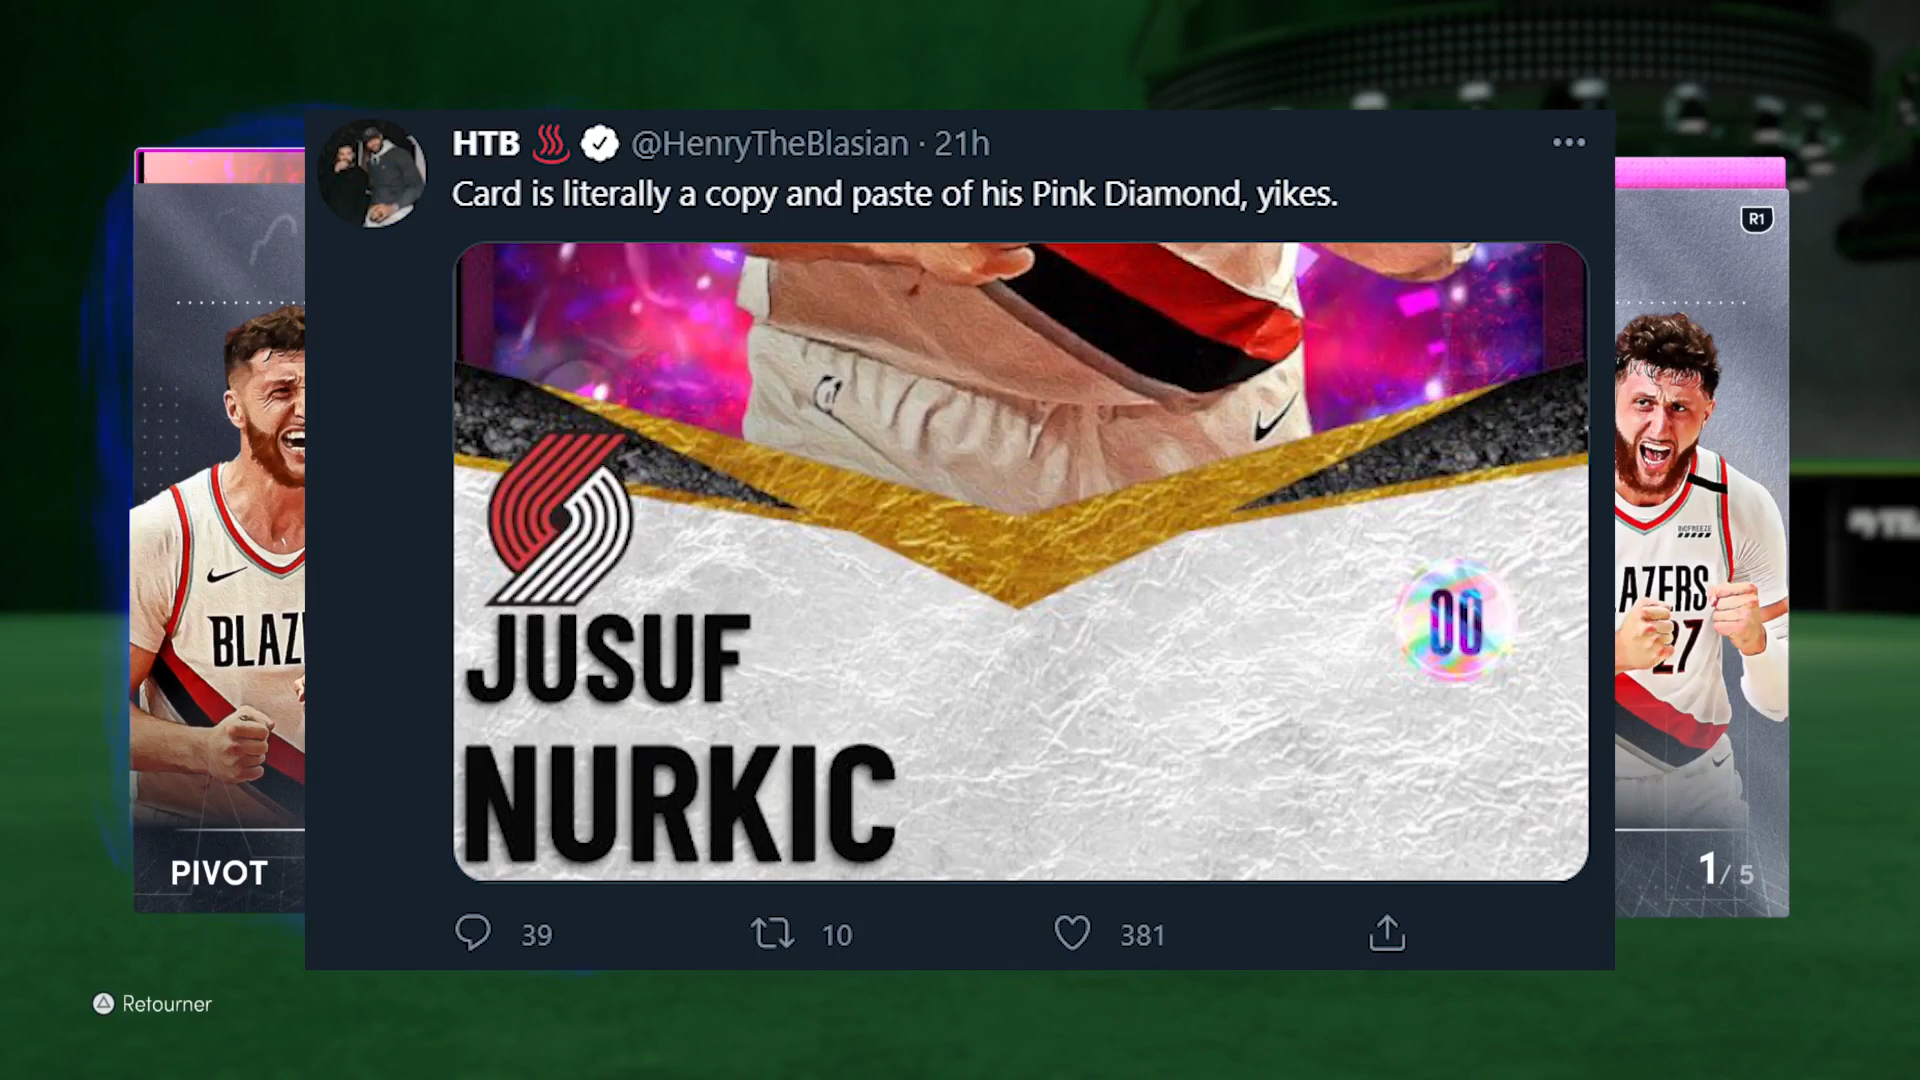 HTB @HenryTheBlasian · 21h
Card is literally a copy and paste of his Pink Diamond, yikes.
R1
BIOFREEZE
BLAZ
AZERS
27
00
JUSUF
NURKIC
PIVOT
1/5
39 10 381
Retourner